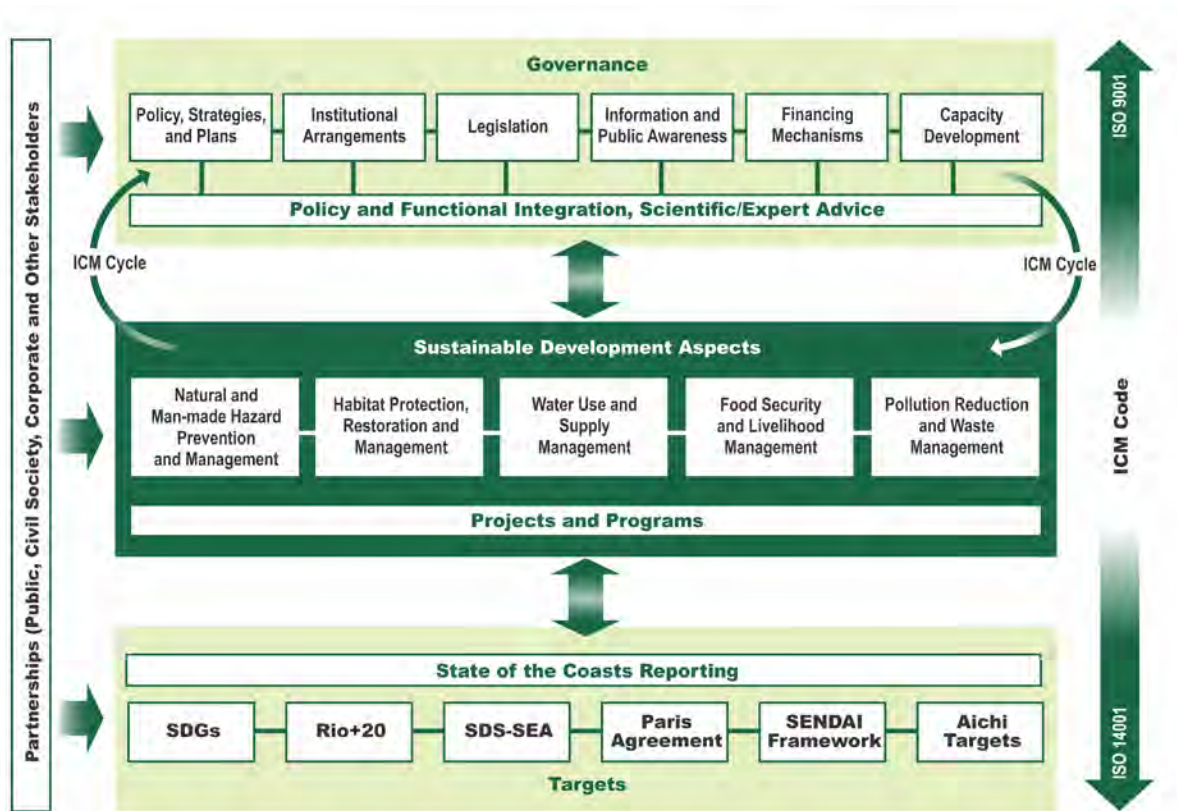 Partnerships (Public, Civil Society, Corporate and Other Stakeholders
Governance
Policy, Strategies,
and Plans
Institutional
Arrangements
Legislation
Information and
Public Awareness
Financing
Mechanisms
Capacity
Development
Policy and Functional Integration, Scientific/Expert Advice
ICM Cycle
ICM Cycle
Sustainable Development Aspects
Natural and
Man-made Hazard
Prevention
and Management
Habitat Protection,
Restoration and
Management
Water Use and
Supply
Management
Food Security
and Livelihood
Management
Pollution Reduction
and Waste
Management
Projects and Programs
State of the Coasts Reporting
SDGs
Rio+20
SDS-SEA
Paris
Agreement
SENDAI
Framework
Aichi
Targets
Targets
ISO 9001
ICM Code
ISO 14001